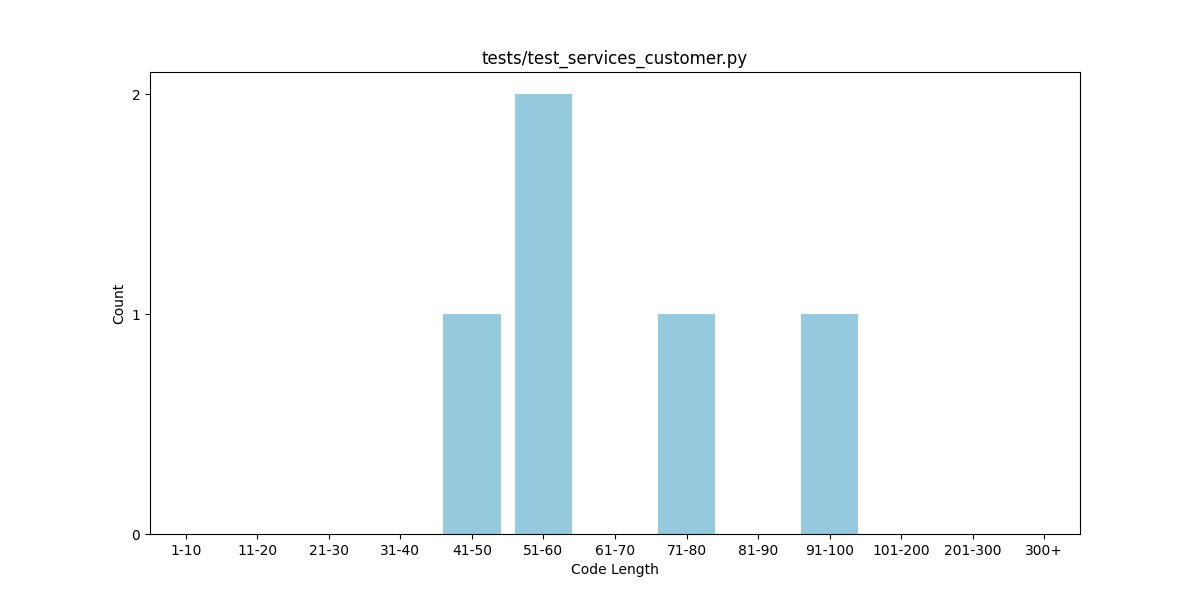 tests/test_services_customer.py
Count
2
1
0
1-10 11-20 21-30 31-40 41-50 51-60 61-70 71-80 81-90 91-100 101-200 201-300 300+
Code Length